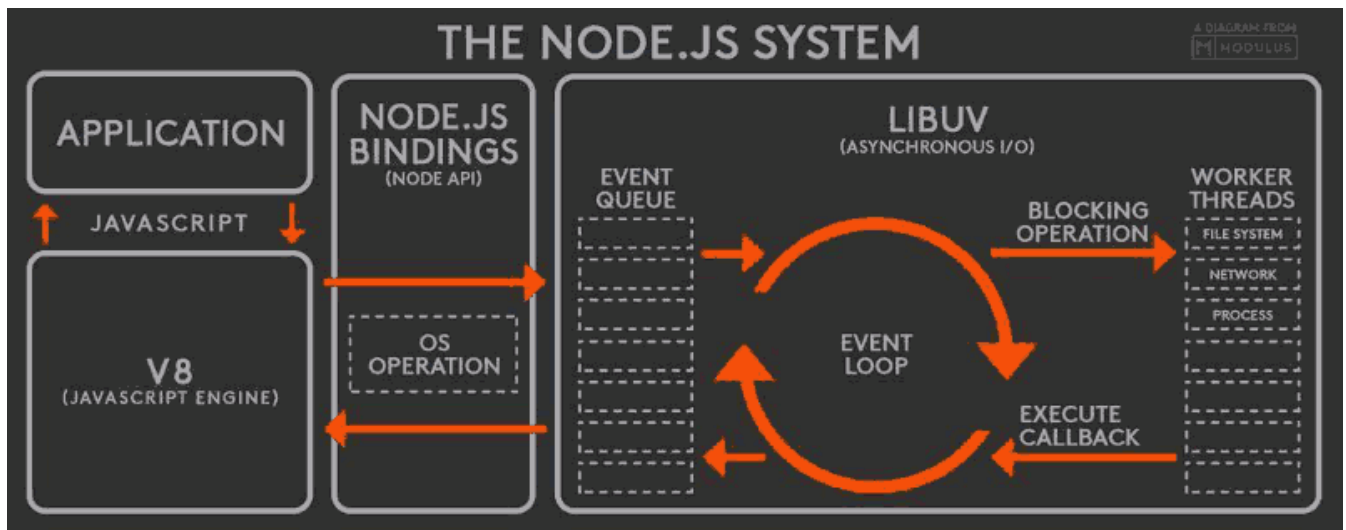 THE NODE.JS SYSTEM
A DIAGRAM FROM
MODULUS
APPLICATION
JAVASCRIPT
V8
(JAVASCRIPT ENGINE)
NODE.JS
BINDINGS
(NODE API)
OS
OPERATION
LIBUV
(ASYNCHRONOUS I/O)
EVENT
QUEUE
EVENT
LOOP
BLOCKING
OPERATION
EXECUTE
CALLBACK
WORKER
THREADS
FILE SYSTEM
NETWORK
PROCESS